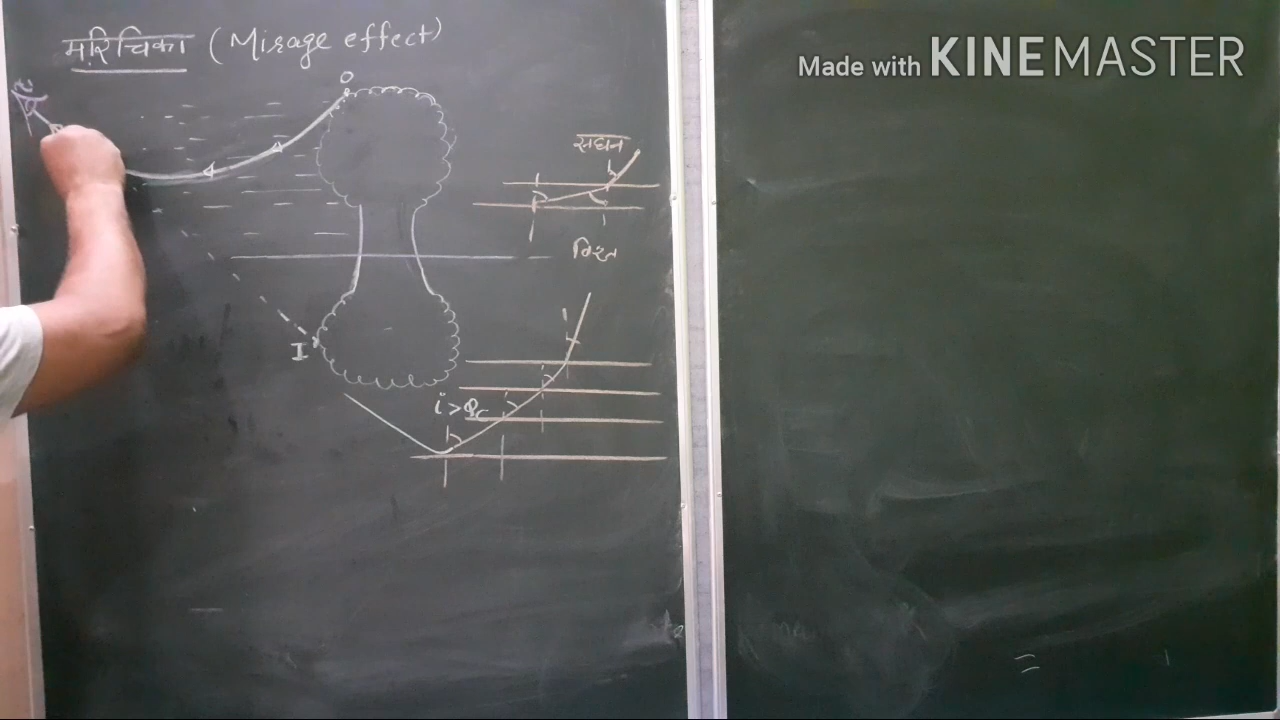 मरिचिका (Mirage effect)
Made with KINEMASTER
O
सघन
विरल
I
i > θc